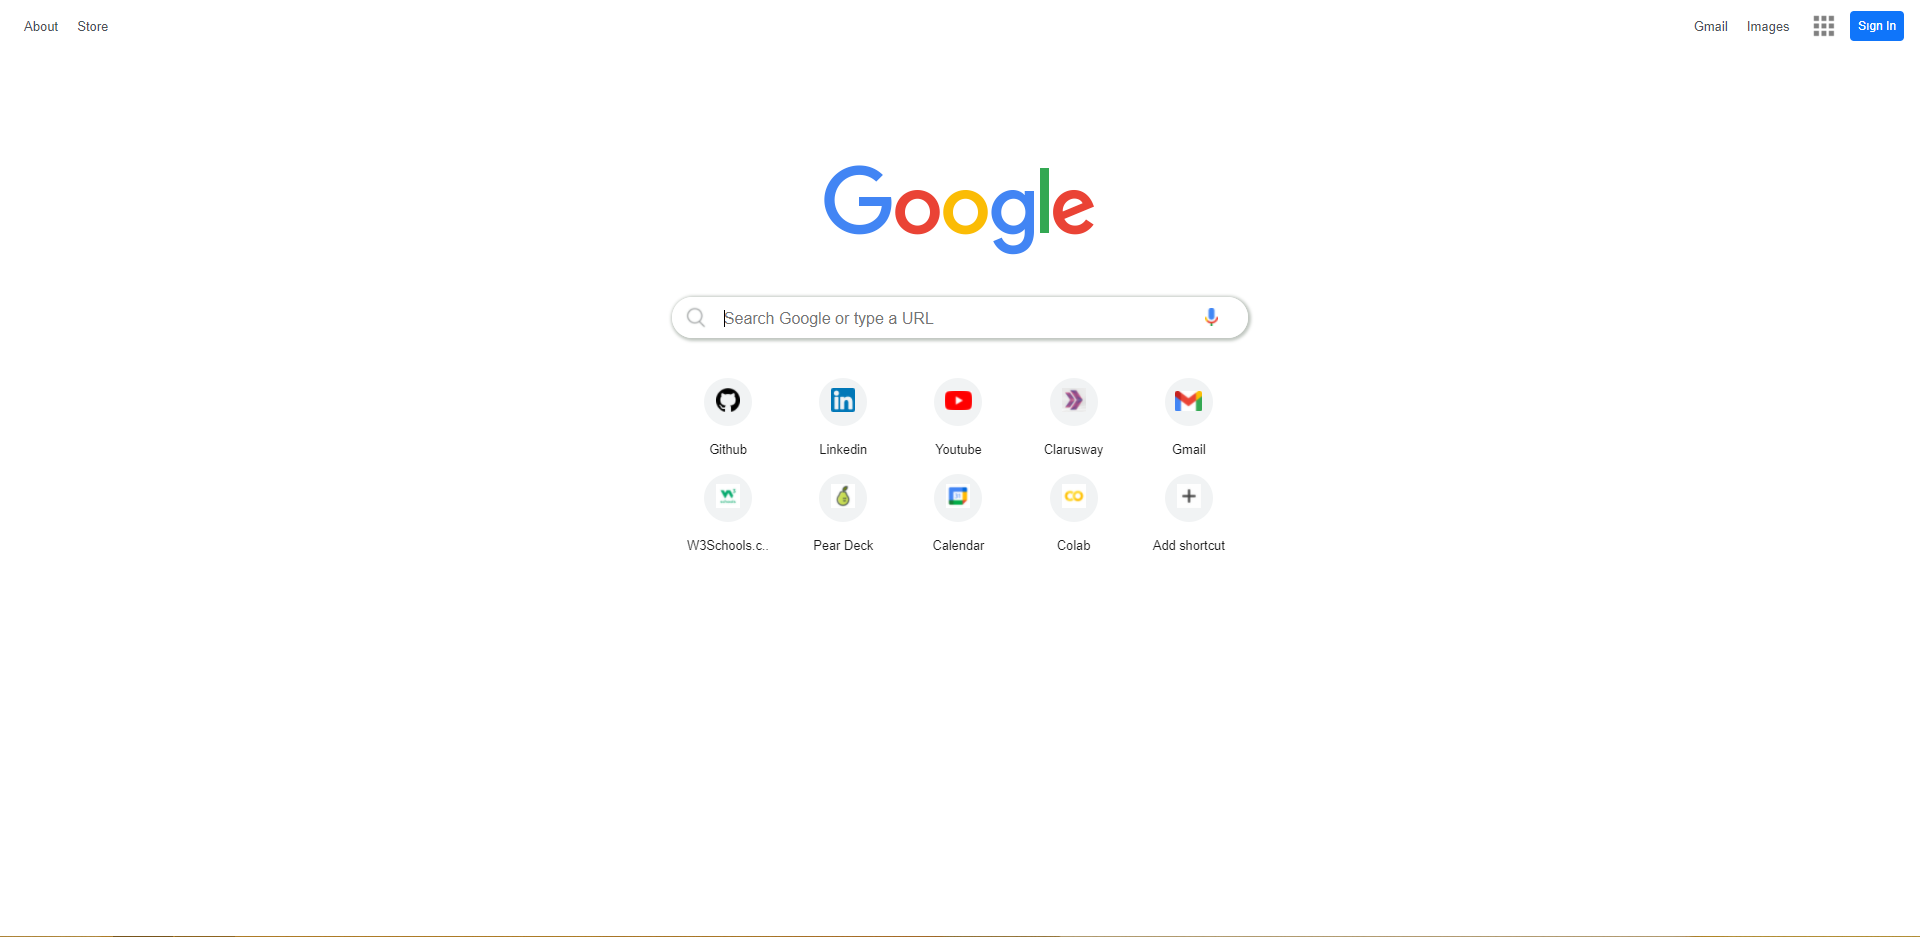 About Store Gmail Images Sign In
Google
Search Google or type a URL
Github Linkedin Youtube Clarusway Gmail
W3Schools.c.. Pear Deck Calendar Colab Add shortcut